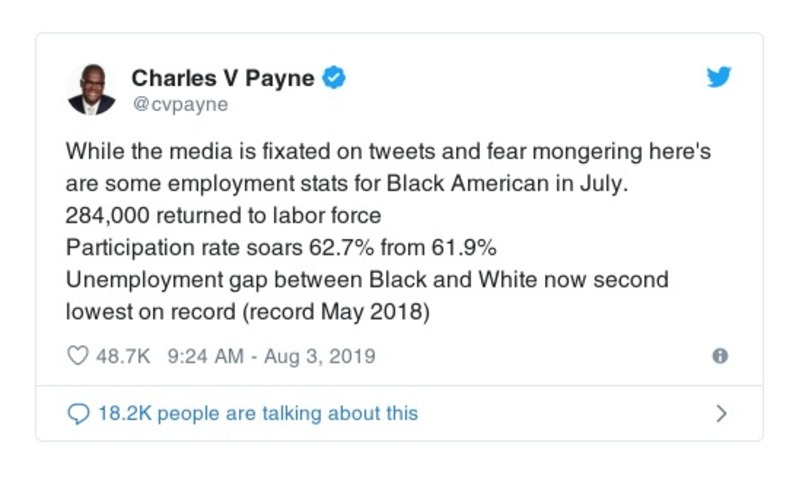 Charles V Payne
@cvpayne
While the media is fixated on tweets and fear mongering here's
are some employment stats for Black American in July.
284,000 returned to labor force
Participation rate soars 62.7% from 61.9%
Unemployment gap between Black and White now second
lowest on record (record May 2018)
48.7K 9:24 AM - Aug 3, 2019
18.2K people are talking about this